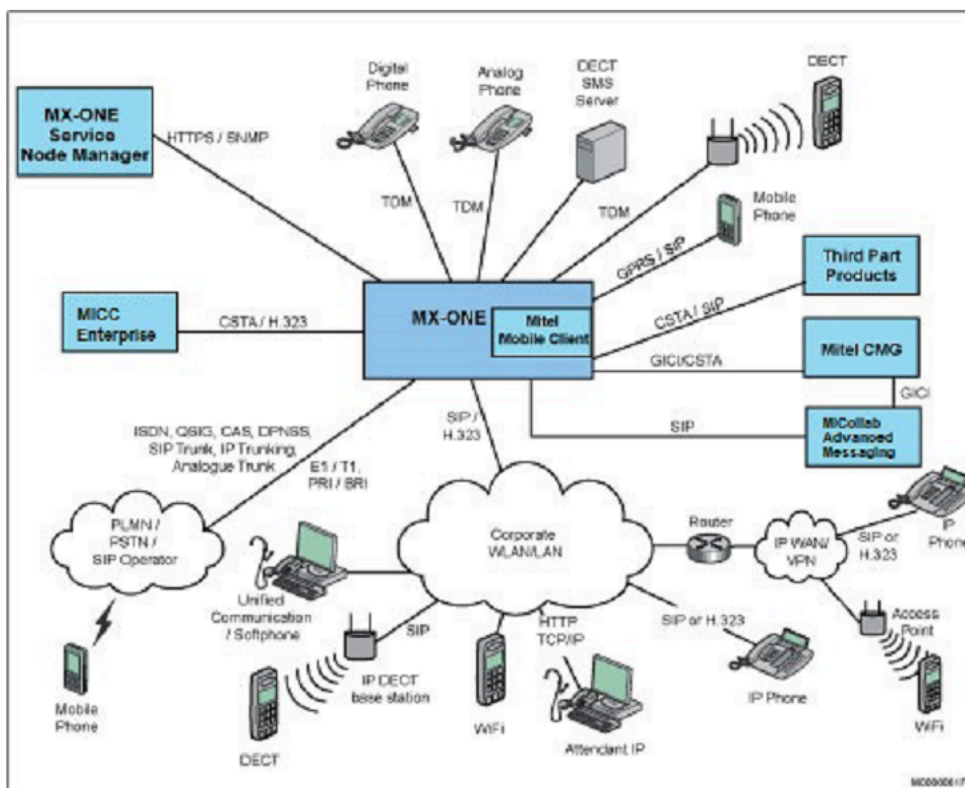 Digital
Phone
Analog
Phone
DECT
SMS
Server
DECT
MX-ONE
Service
Node Manager
HTTPS / SNMP
TDM
TDM
TDM
Mobile
Phone
GPRS / SIP
Third Part
Products
MICC
Enterprise
CSTA / H.323
MX-ONE
Mitel
Mobile Client
CSTA / SIP
GICI/CSTA
Mitel CMG
GICI
SIP /
H.323
SIP
MiCollab
Advanced
Messaging
ISDN, QSIG, CAS, DPNSS,
SIP Trunk, IP Trunking,
Analogue Trunk
E1 / T1,
PRI / BRI
PLMN /
PSTN /
SIP Operator
Corporate
WLAN/LAN
Router
IP WAN/
VPN
SIP or
H.323
IP
Phone
Unified
Communication
/ Softphone
SIP
HTTP
TCP/IP
SIP or H.323
Access
Point
IP DECT
base station
Mobile
Phone
DECT
WiFi
Attendant IP
IP Phone
WiFi